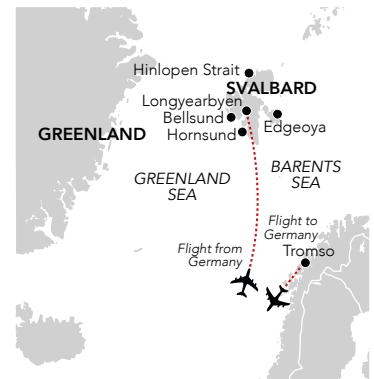 Hinlopen Strait
SVALBARD
Longyearbyen
Bellsund
Edgeoya
Hornsund
GREENLAND
GREENLAND
SEA
BARENTS
SEA
Flight to
Germany
Tromso
Flight from
Germany